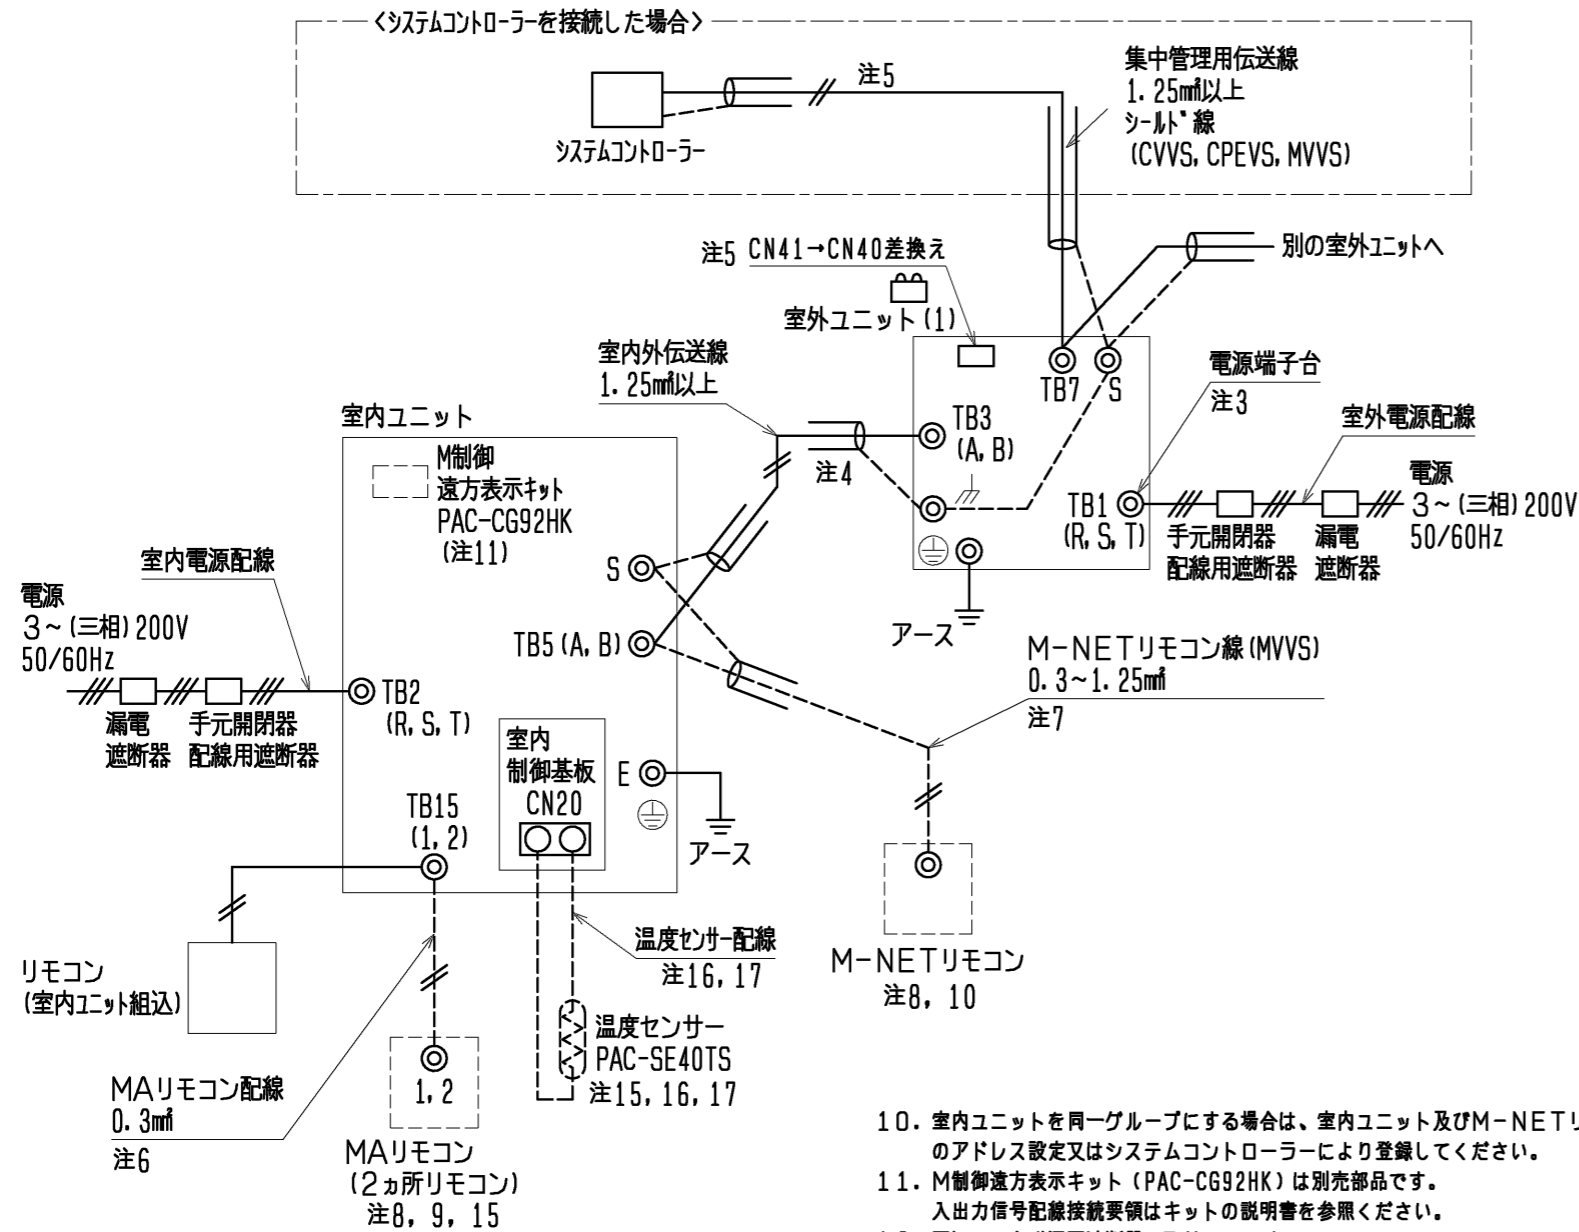 〈システムコントローラーを接続した場合〉
システムコントローラー
注5
集中管理用伝送線
1.25㎟以上
シールド線
(CVVS, CPEVS, MVVS)
注5 CN41→CN40差換え
別の室外ユニットへ
室外ユニット(1)
室内外伝送線
1.25㎟以上
TB7
S
電源端子台
注3
TB3
(A, B)
室外電源配線
注4
電源
3～(三相)200V
50/60Hz
TB1
(R, S, T)
手元開閉器
配線用遮断器
漏電
遮断器
アース
室内ユニット
M制御
遠方表示キット
PAC-CG92HK
(注11)
室内電源配線
電源
3～(三相)200V
50/60Hz
S
TB5(A, B)
TB2
(R, S, T)
漏電
遮断器
手元開閉器
配線用遮断器
M-NETリモコン線(MVVS)
0.3～1.25㎟
注7
室内
制御基板
CN20
E
アース
TB15
(1, 2)
リモコン
(室内ユニット組込)
温度センサー配線
注16, 17
M-NETリモコン
注8, 10
温度センサー
PAC-SE40TS
注15, 16, 17
MAリモコン配線
0.3㎟
注6
1, 2
MAリモコン
(2ヵ所リモコン)
注8, 9, 15
10. 室内ユニットを同一グループにする場合は、室内ユニット及びM-NETリ
のアドレス設定又はシステムコントローラーにより登録してください。
11. M制御遠方表示キット(PAC-CG92HK)は別売部品です。
入出力信号配線接続要領はキットの説明書を参照ください。